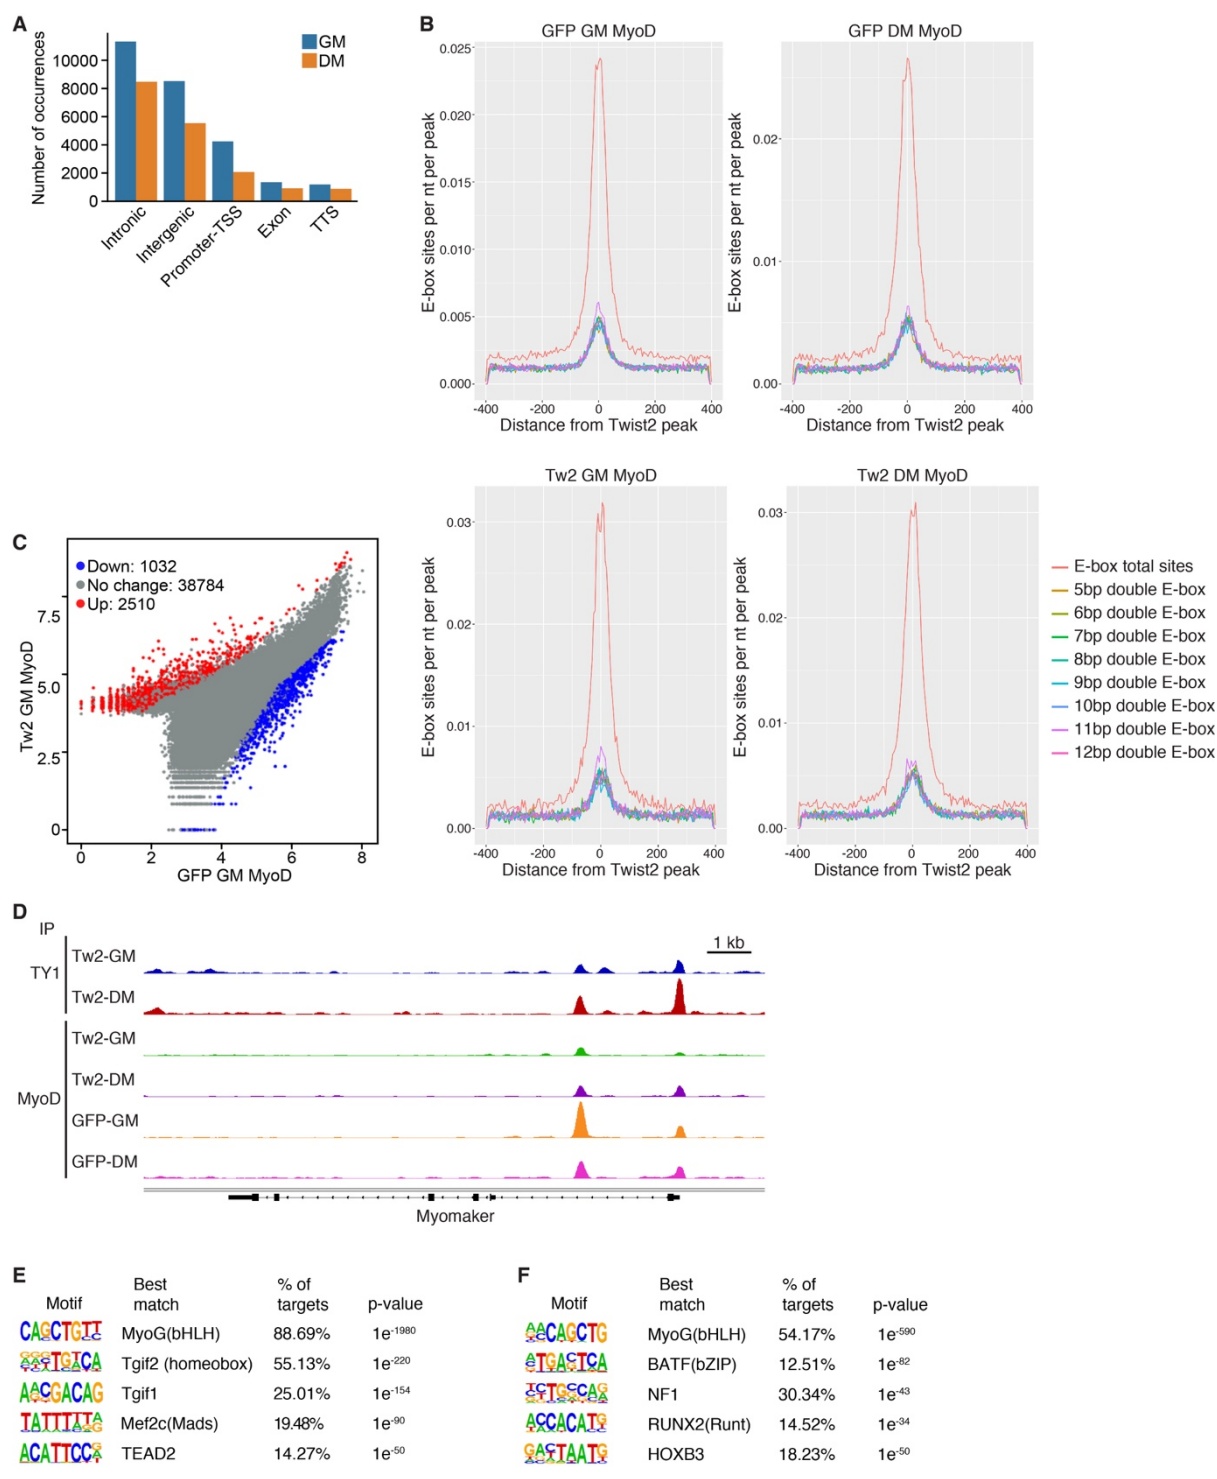 A
Number of occurrences
10000
8000
6000
4000
2000
0
GM
DM
Intronic
Intergenic
Promoter-TSS
Exon
TTS
B
GFP GM MyoD
E-box sites per nt per peak
0.025
0.020
0.015
0.010
0.005
0.000
-400 -200 0 200 400
Distance from Twist2 peak
GFP DM MyoD
E-box sites per nt per peak
0.02
0.01
0.00
-400 -200 0 200 400
Distance from Twist2 peak
Tw2 GM MyoD
E-box sites per nt per peak
0.03
0.02
0.01
0.00
-400 -200 0 200 400
Distance from Twist2 peak
Tw2 DM MyoD
E-box sites per nt per peak
0.03
0.02
0.01
0.00
-400 -200 0 200 400
Distance from Twist2 peak
E-box total sites
5bp double E-box
6bp double E-box
7bp double E-box
8bp double E-box
9bp double E-box
10bp double E-box
11bp double E-box
12bp double E-box
C
Down: 1032
No change: 38784
Up: 2510
Tw2 GM MyoD
7.5
5.0
2.5
0
0 2 4 6 8
GFP GM MyoD
D
IP
1 kb
TY1
Tw2-GM
Tw2-DM
MyoD
Tw2-GM
Tw2-DM
GFP-GM
GFP-DM
Myomaker
E
Motif Best match % of targets p-value
MyoG(bHLH) 88.69% 1e-1980
Tgif2 (homeobox) 55.13% 1e-220
Tgif1 25.01% 1e-154
Mef2c(Mads) 19.48% 1e-90
TEAD2 14.27% 1e-50
F
Motif Best match % of targets p-value
MyoG(bHLH) 54.17% 1e-590
BATF(bZIP) 12.51% 1e-82
NF1 30.34% 1e-43
RUNX2(Runt) 14.52% 1e-34
HOXB3 18.23% 1e-50